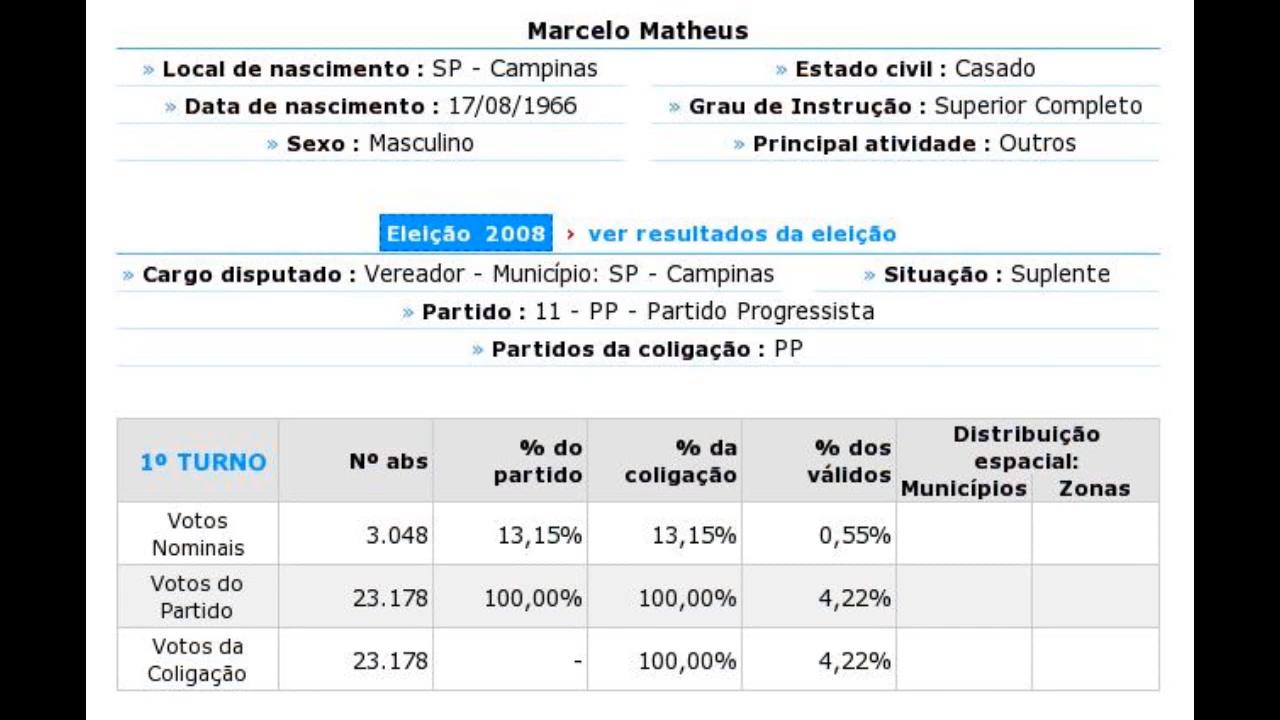 Marcelo Matheus
» Local de nascimento : SP - Campinas
» Estado civil : Casado
» Data de nascimento : 17/08/1966
» Grau de Instrução : Superior Completo
» Sexo : Masculino
» Principal atividade : Outros
Eleição 2008 › ver resultados da eleição
» Cargo disputado : Vereador - Município: SP - Campinas
» Situação : Suplente
» Partido : 11 - PP - Partido Progressista
» Partidos da coligação : PP
1º TURNO
Nº abs
% do
partido
% da
coligação
% dos
válidos
Distribuição
espacial:
Municípios
Zonas
Votos
Nominais
3.048
13,15%
13,15%
0,55%
Votos do
Partido
23.178
100,00%
100,00%
4,22%
Votos da
Coligação
23.178
-
100,00%
4,22%